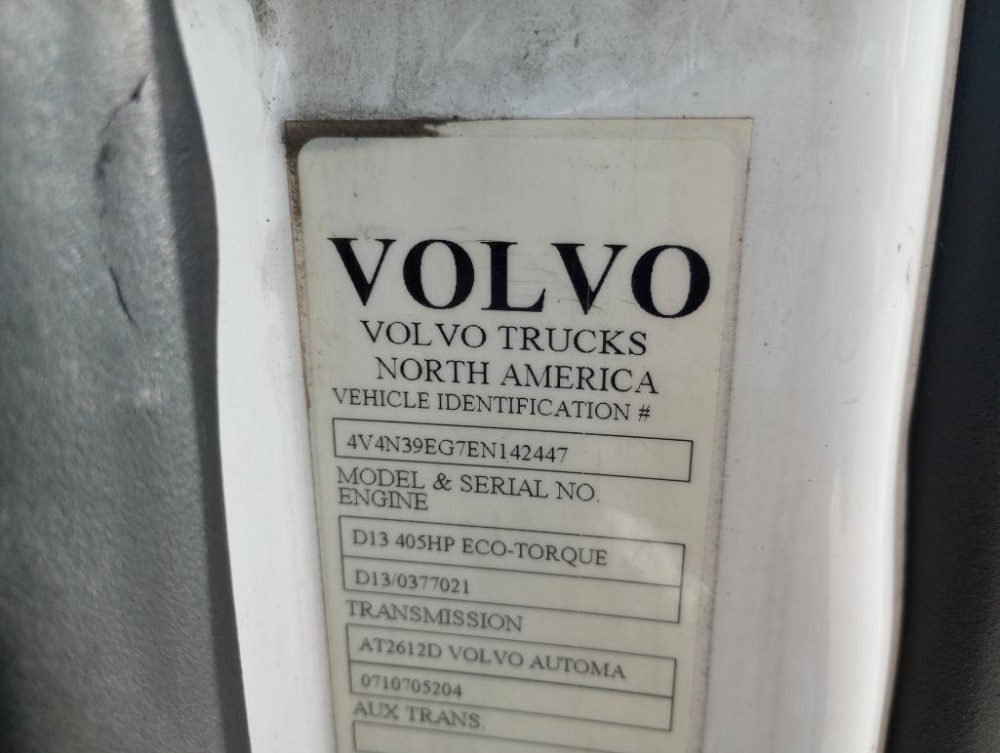 VOLVO
VOLVO TRUCKS
NORTH AMERICA
VEHICLE IDENTIFICATION #
4V4N39EG7EN142447
MODEL & SERIAL NO.
ENGINE
D13 405HP ECO-TORQUE
D13/0377021
TRANSMISSION
AT2612D VOLVO AUTOMA
0710705204
AUX TRANS.